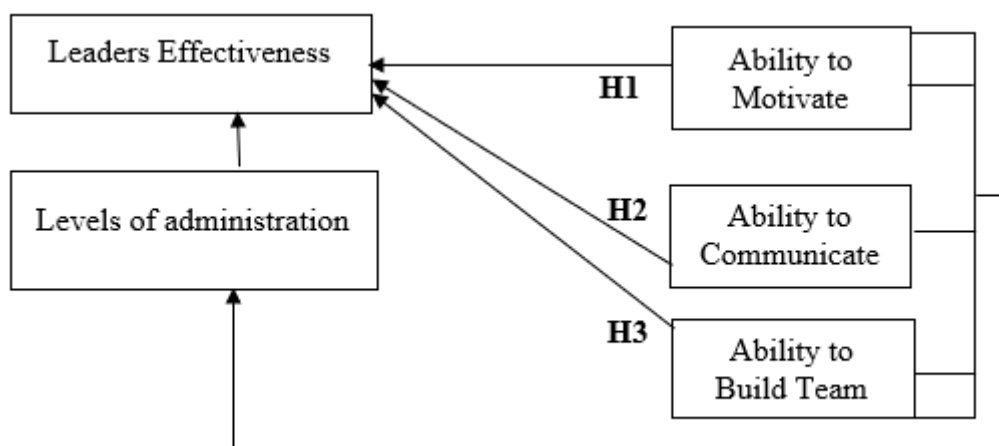 Leaders Effectiveness
Ability to
Motivate
H1
Levels of administration
H2
Ability to
Communicate
H3
Ability to
Build Team